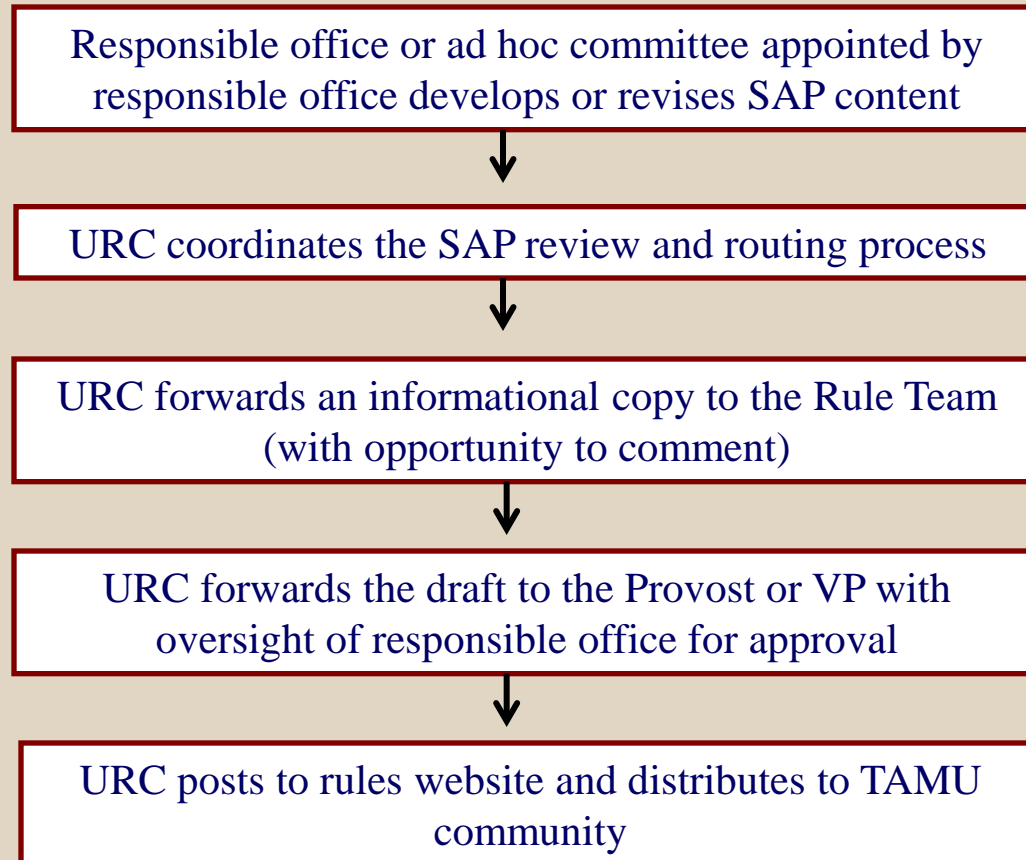 Responsible office or ad hoc committee appointed by
responsible office develops or revises SAP content
URC coordinates the SAP review and routing process
URC forwards an informational copy to the Rule Team
(with opportunity to comment)
URC forwards the draft to the Provost or VP with
oversight of responsible office for approval
URC posts to rules website and distributes to TAMU
community